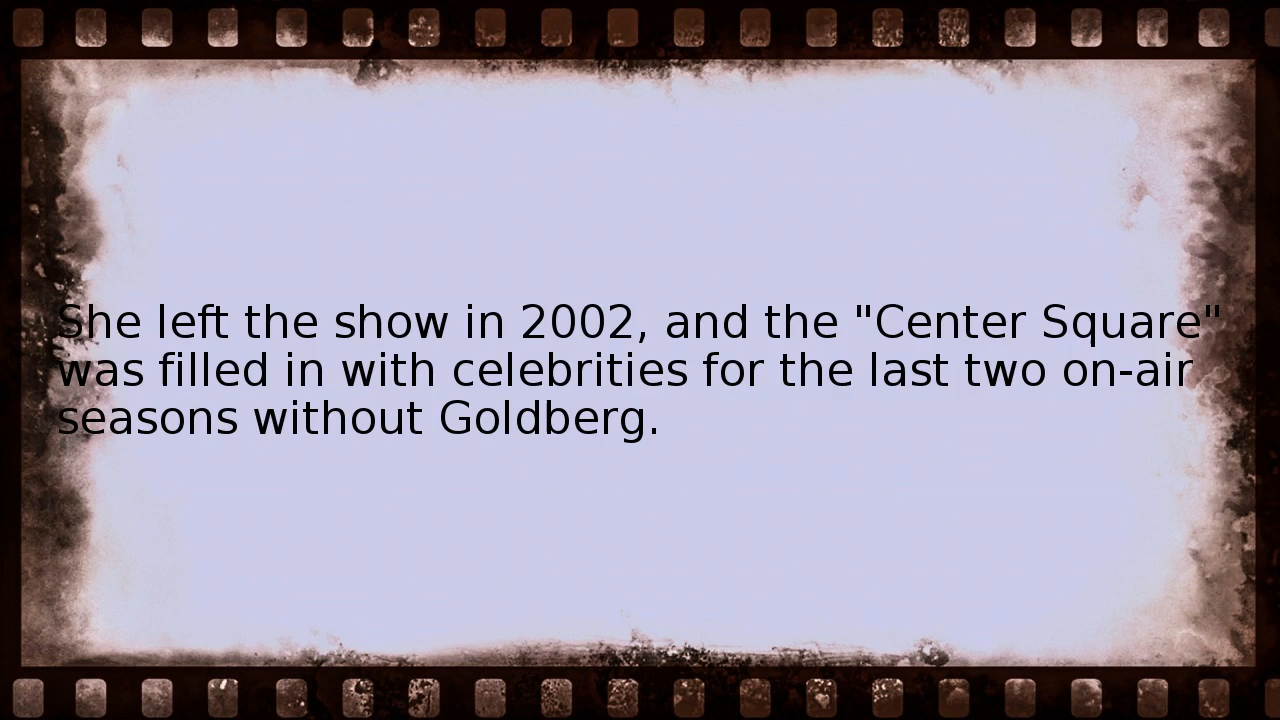 She left the show in 2002, and the "Center Square"
was filled in with celebrities for the last two on-air
seasons without Goldberg.